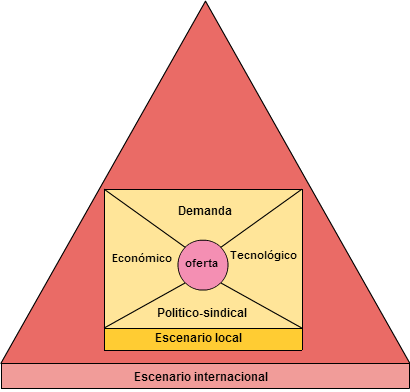 Demanda
Económico
Tecnológico
oferta
Politico-sindical
Escenario local
Escenario internacional